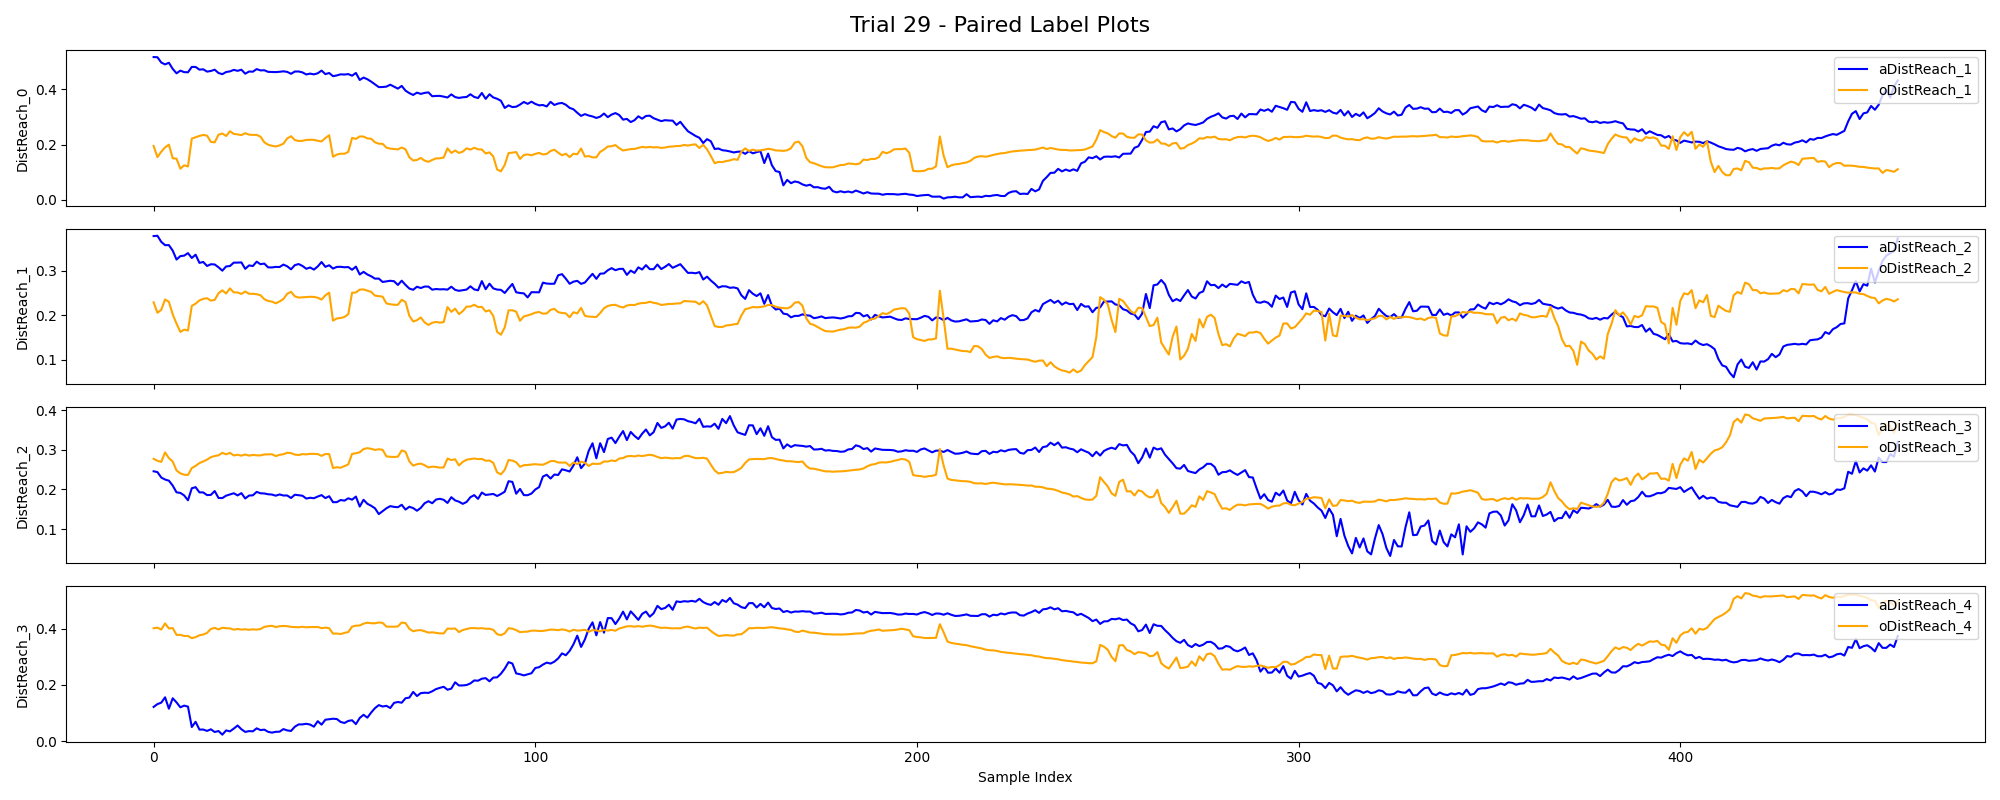 Trial 29 - Paired Label Plots
DistReach_0
0.4
0.2
0.0
aDistReach_1
oDistReach_1
DistReach_1
0.3
0.2
0.1
aDistReach_2
oDistReach_2
DistReach_2
0.4
0.3
0.2
0.1
aDistReach_3
oDistReach_3
DistReach_3
0.4
0.2
0.0
aDistReach_4
oDistReach_4
0 100 200 300 400
Sample Index